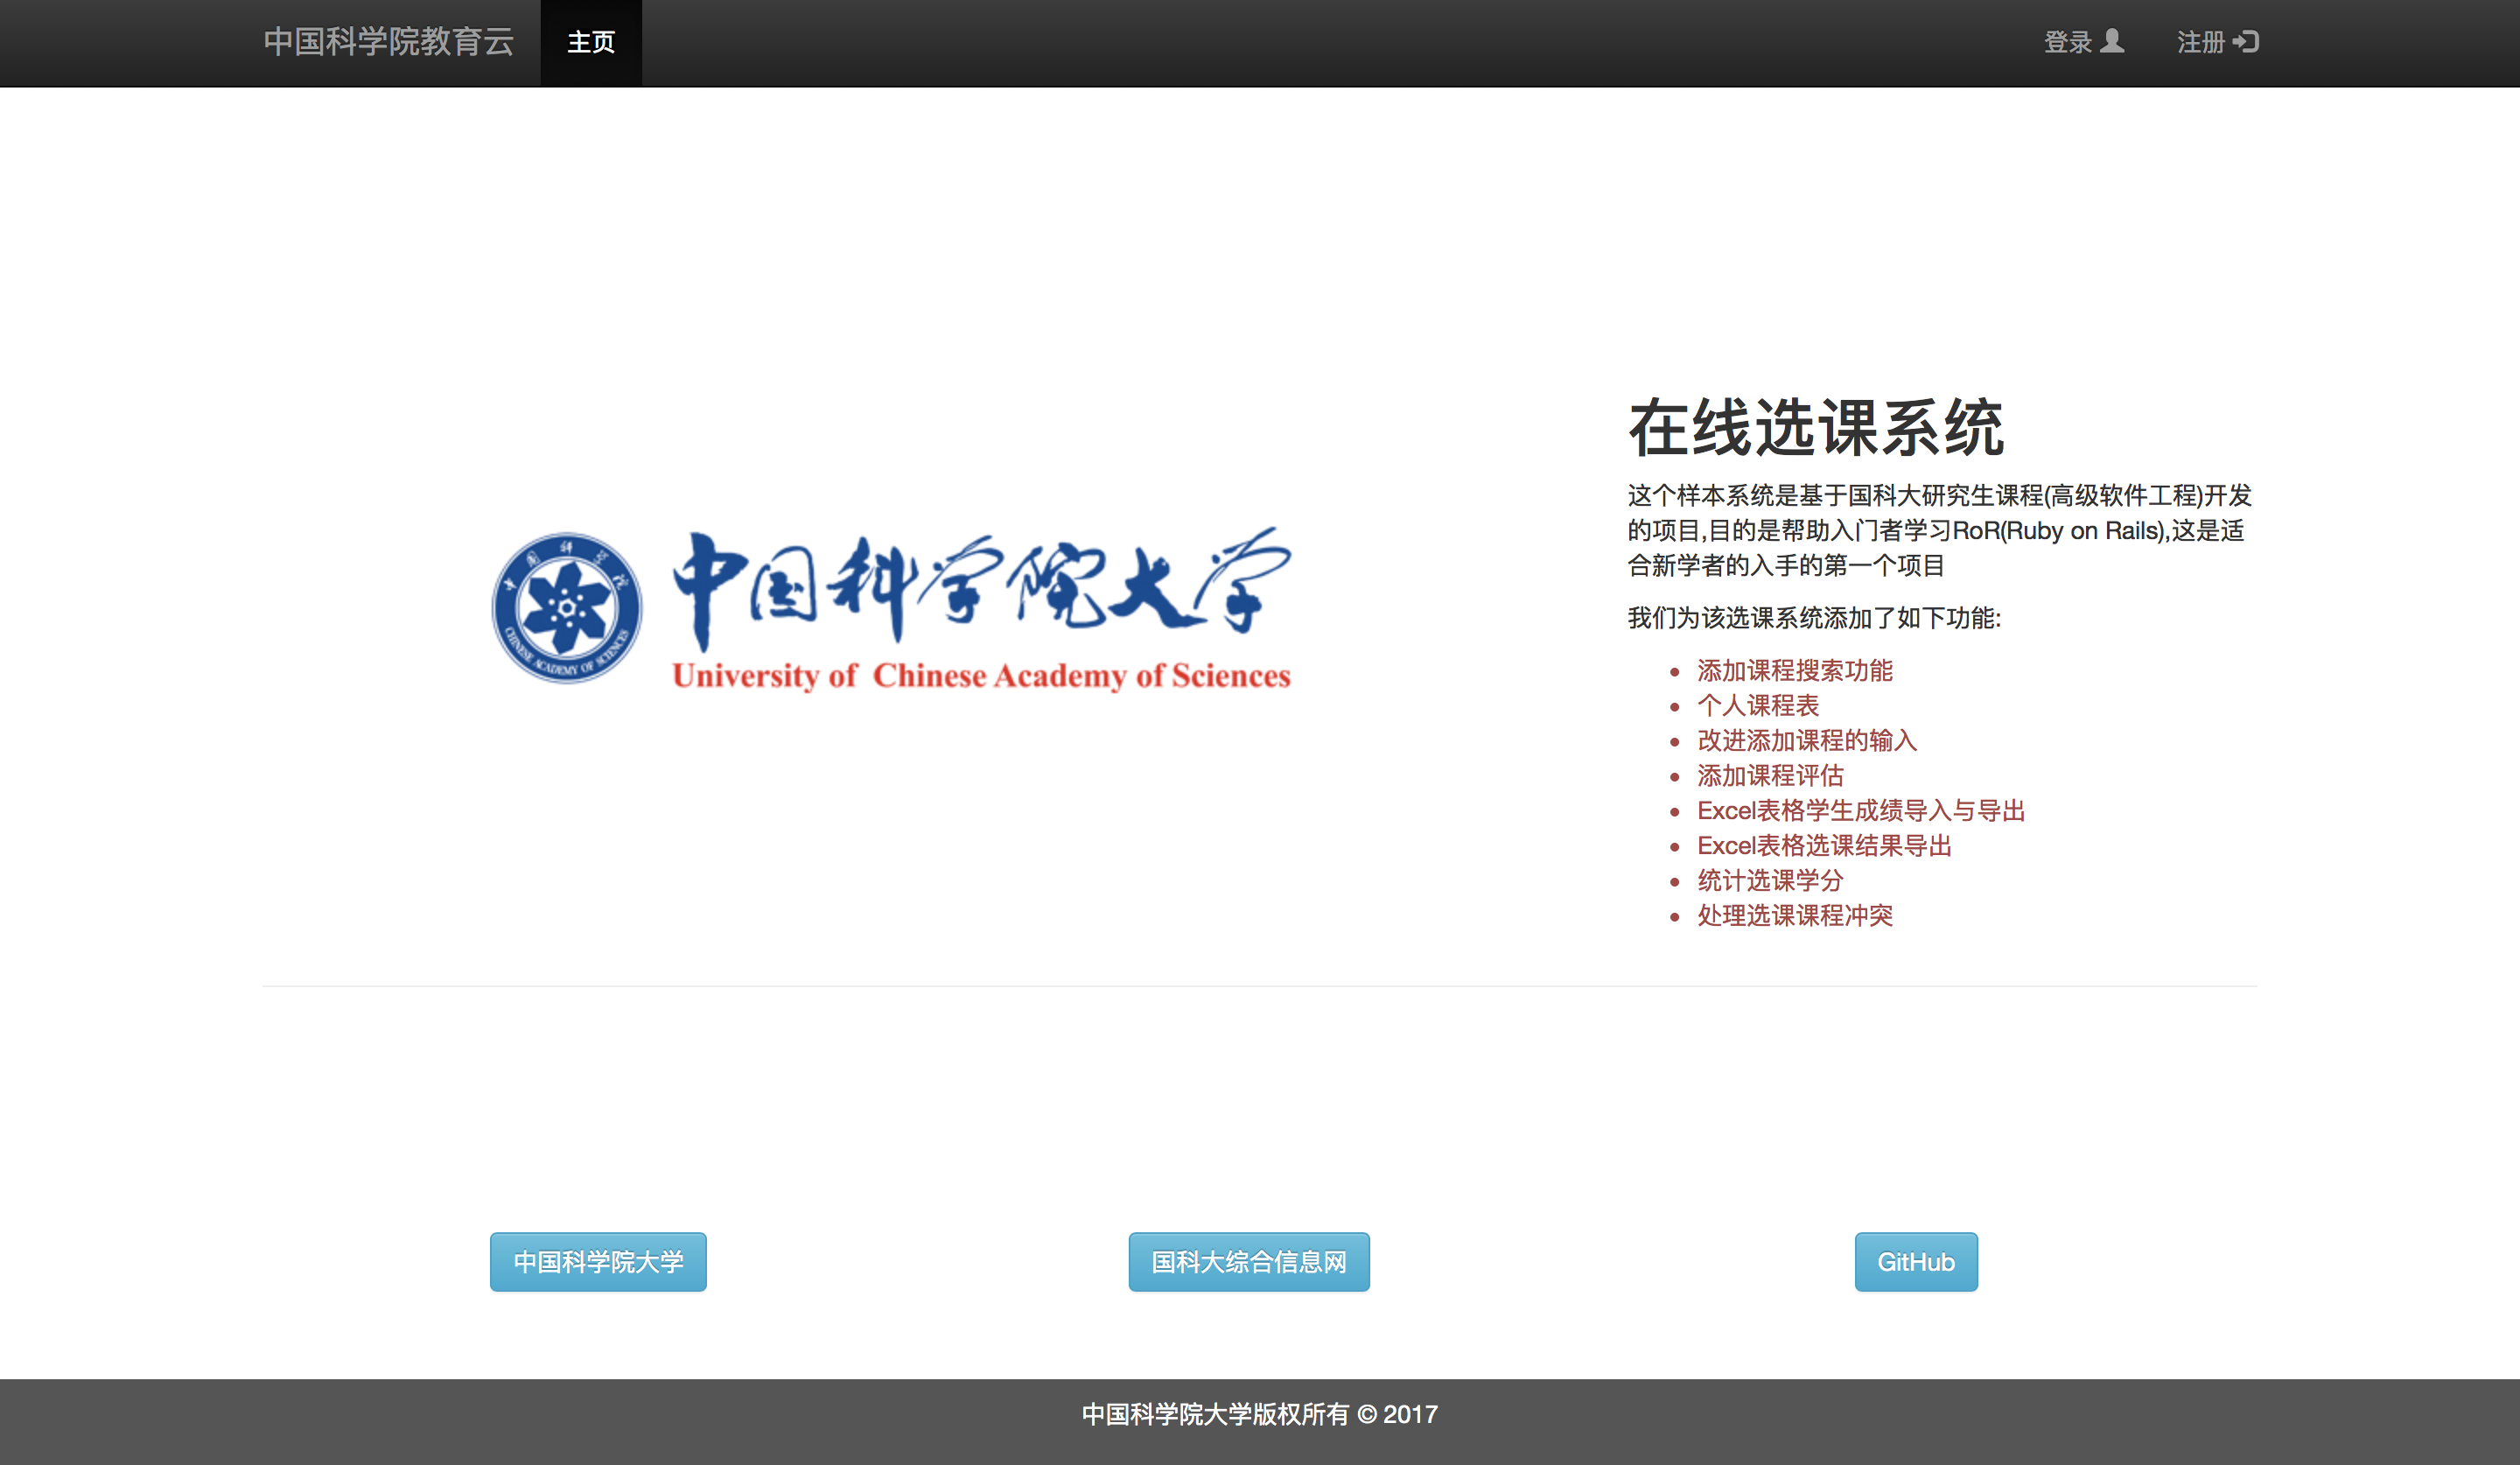 中国科学院教育云 主页 登录 注册
在线选课系统
这个样本系统是基于国科大研究生课程(高级软件工程)开发
的项目,目的是帮助入门者学习RoR(Ruby on Rails),这是适
合新学者的入手的第一个项目
我们为该选课系统添加了如下功能:
中国科学院
CHINESE ACADEMY OF SCIENCES
中国科学院大学
University of Chinese Academy of Sciences
添加课程搜索功能
个人课程表
改进添加课程的输入
添加课程评估
Excel表格学生成绩导入与导出
Excel表格选课结果导出
统计选课学分
处理选课课程冲突
中国科学院大学 国科大综合信息网 GitHub
中国科学院大学版权所有 © 2017